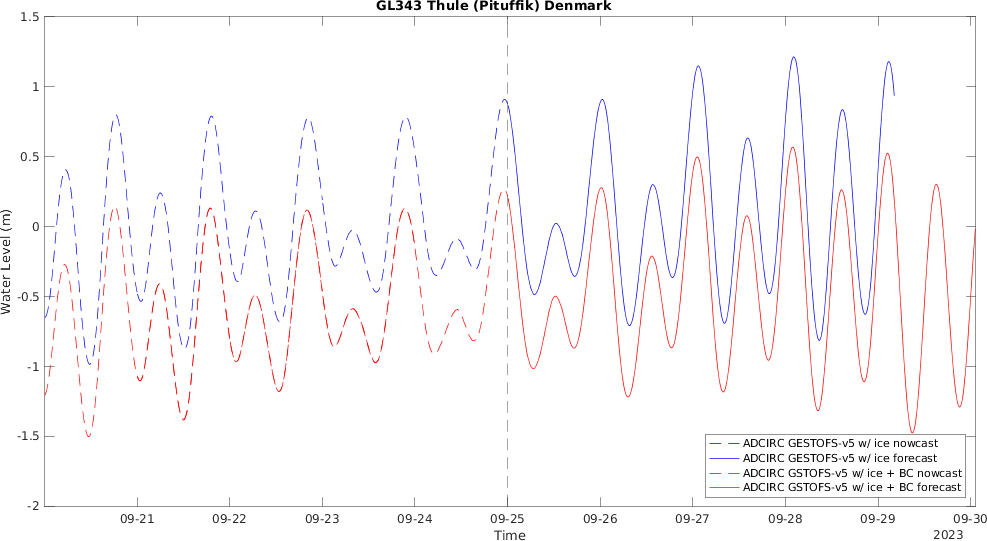 GL343 Thule (Pituffik) Denmark
1.5
1
0.5
0
-0.5
-1
-1.5
-2
Water Level (m)
ADCIRC GESTOFS-v5 w/ ice nowcast
ADCIRC GESTOFS-v5 w/ ice forecast
ADCIRC GSTOFS-v5 w/ ice + BC nowcast
ADCIRC GSTOFS-v5 w/ ice + BC forecast
09-21 09-22 09-23 09-24 09-25 09-26 09-27 09-28 09-29 09-30
Time
2023